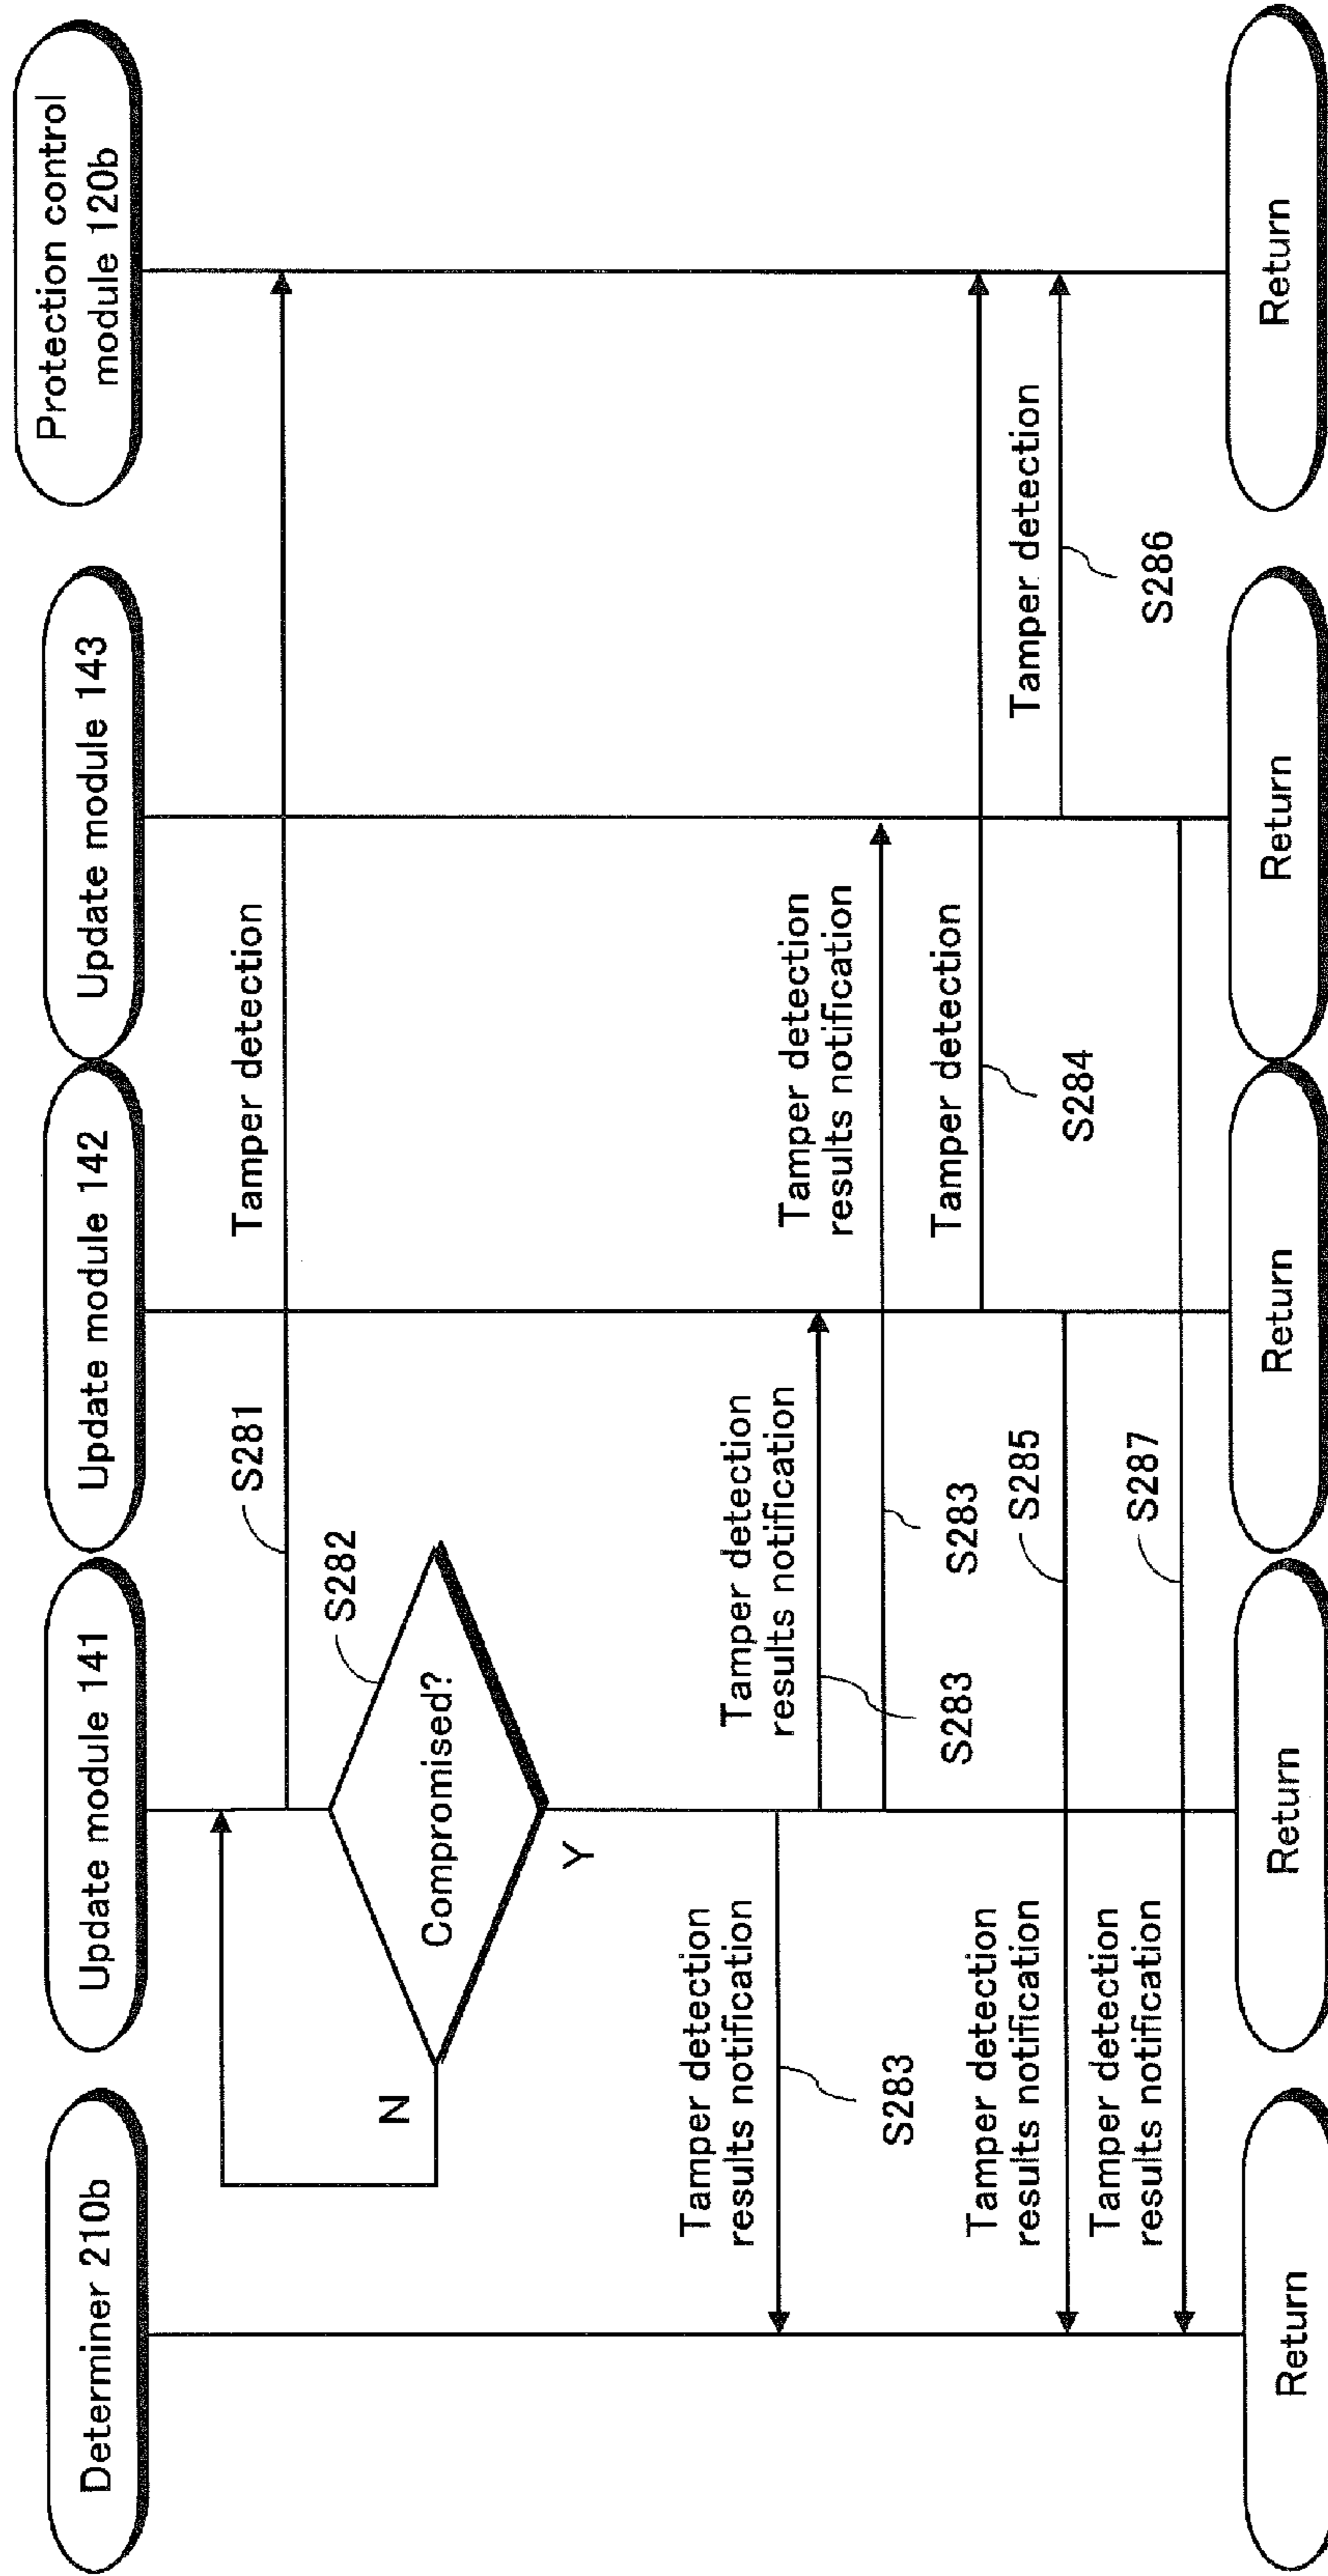 Determiner 210b
Update module 141
Update module 142
Update module 143
Protection control
module 120b
S281
Tamper detection
S282
Compromised?
N
Y
Tamper detection
results notification
S283
Tamper detection
results notification
S283
Tamper detection
results notification
S283
Tamper detection
S284
Tamper detection
results notification
S285
Tamper detection
S286
Tamper detection
results notification
S287
Return
Return
Return
Return
Return